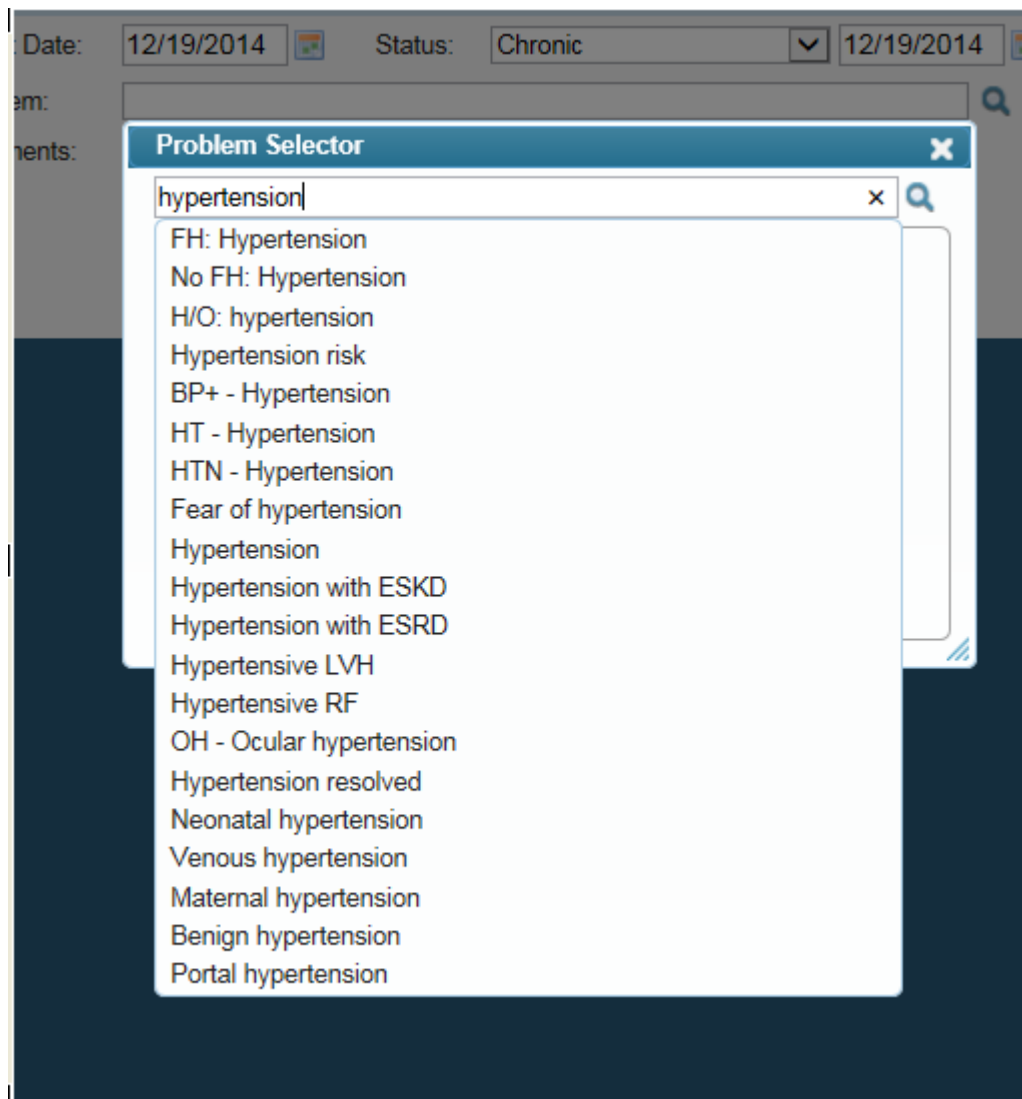 Date: 12/19/2014 Status: Chronic 12/19/2014
em:
nents:
Problem Selector
hypertension
FH: Hypertension
No FH: Hypertension
H/O: hypertension
Hypertension risk
BP+ - Hypertension
HT - Hypertension
HTN - Hypertension
Fear of hypertension
Hypertension
Hypertension with ESKD
Hypertension with ESRD
Hypertensive LVH
Hypertensive RF
OH - Ocular hypertension
Hypertension resolved
Neonatal hypertension
Venous hypertension
Maternal hypertension
Benign hypertension
Portal hypertension